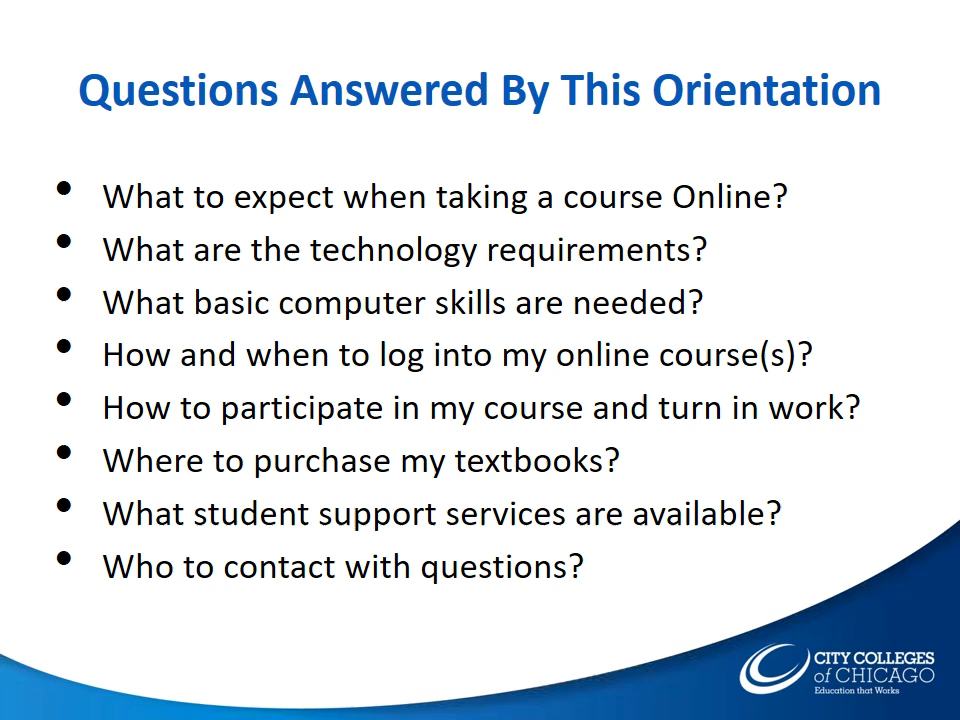 Questions Answered By This Orientation
• What to expect when taking a course Online?
• What are the technology requirements?
• What basic computer skills are needed?
• How and when to log into my online course(s)?
• How to participate in my course and turn in work?
• Where to purchase my textbooks?
• What student support services are available?
• Who to contact with questions?
CITY COLLEGES
of CHICAGO
Education that Works